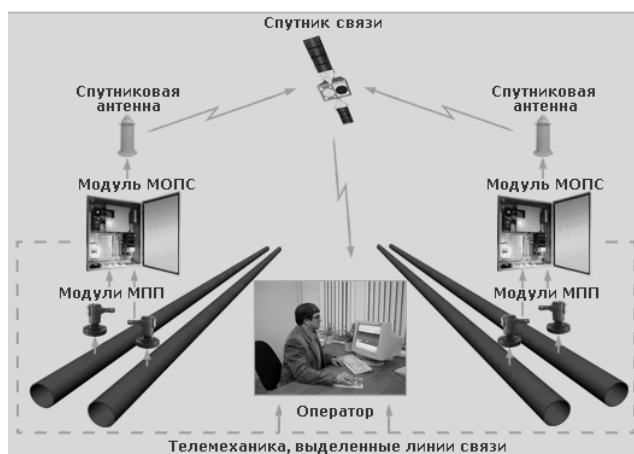 Спутник связи
Спутниковая
антенна
Спутниковая
антенна
Модуль МОПС
Модуль МОПС
Модули МПП
Модули МПП
Оператор
Телемеханика, выделенные линии связи